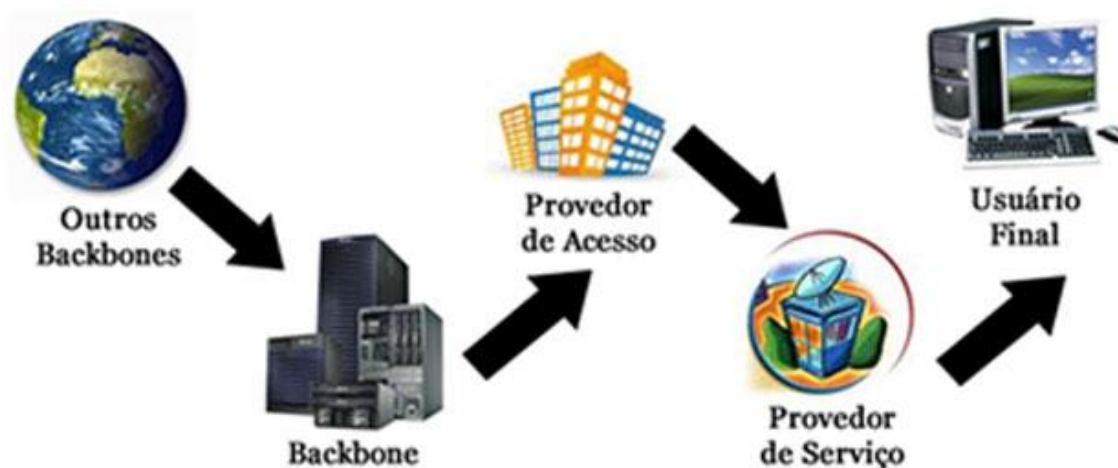 Outros
Backbones
Backbone
Provedor
de Acesso
Provedor
de Serviço
Usuário
Final